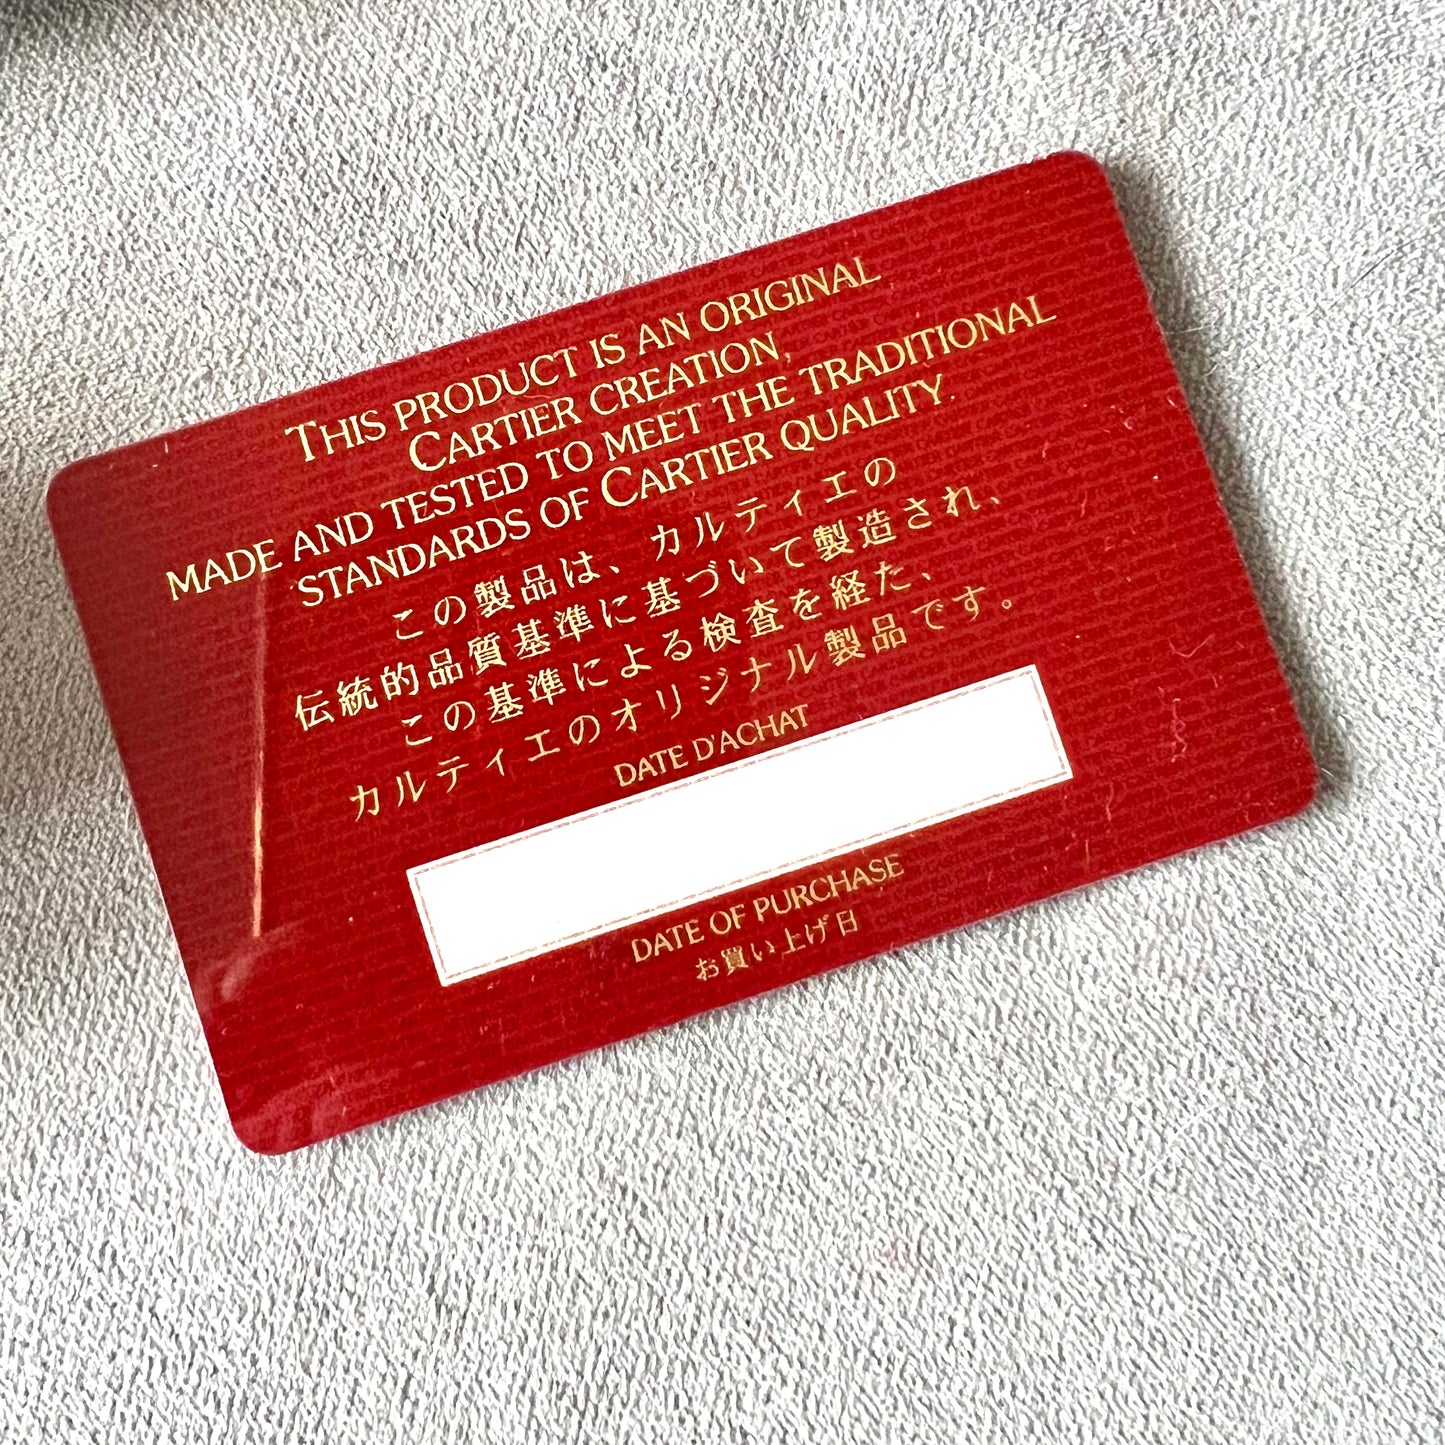 THIS PRODUCT IS AN ORIGINAL
CARTIER CREATION,
MADE AND TESTED TO MEET THE TRADITIONAL
STANDARDS OF CARTIER QUALITY.
この製品は、カルティエの
伝統的品質基準に基づいて製造され、
この基準による検査を経た、
カルティエのオリジナル製品です。
DATE D'ACHAT
DATE OF PURCHASE
お買い上げ日